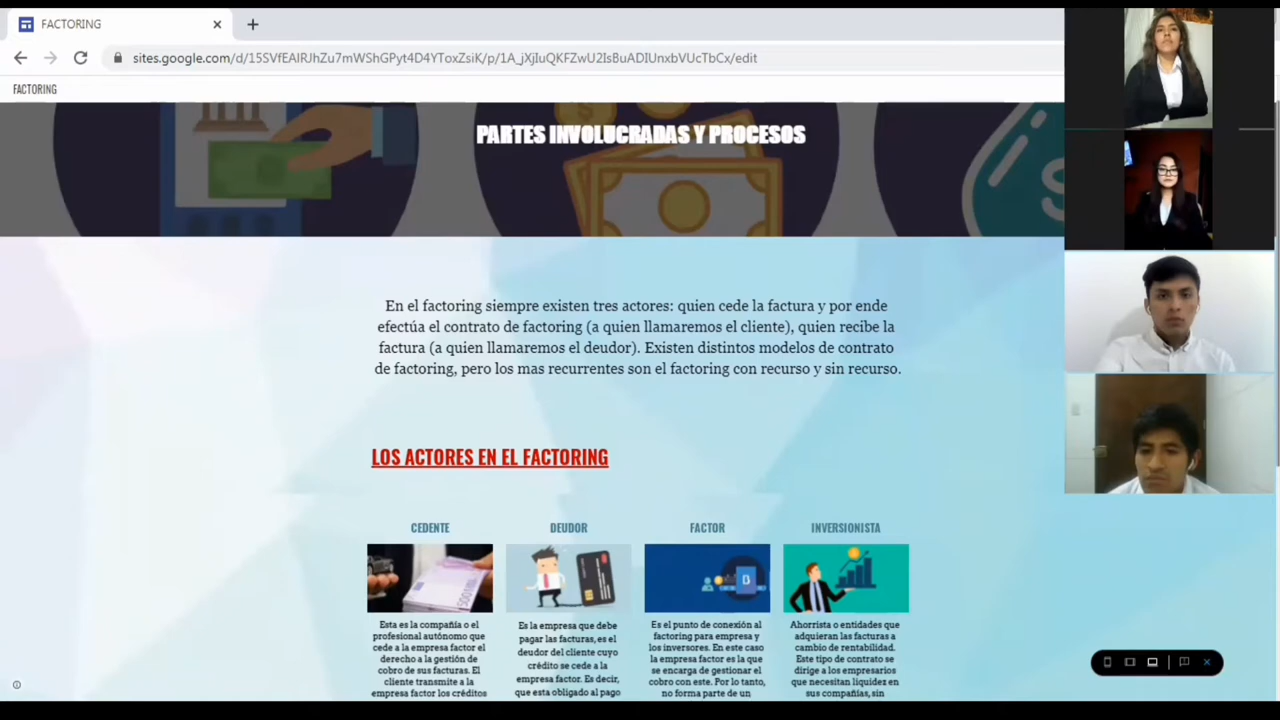 FACTORING
sites.google.com/d/15SVfEAIRJhZu7mWShGPyt4D4YToxZsiK/p/1A_jXjIuQKFZwU2IsBuADIUnxbVUcTbCx/edit
FACTORING
PARTES INVOLUCRADAS Y PROCESOS
En el factoring siempre existen tres actores: quien cede la factura y por ende
efectúa el contrato de factoring (a quien llamaremos el cliente), quien recibe la
factura (a quien llamaremos el deudor). Existen distintos modelos de contrato
de factoring, pero los mas recurrentes son el factoring con recurso y sin recurso.
LOS ACTORES EN EL FACTORING
CEDENTE
Esta es la compañía o el
profesional autónomo que
cede a la empresa factor el
derecho a la gestión de
cobro de sus facturas. El
cliente transmite a la
empresa factor los créditos
DEUDOR
Es la empresa que debe
pagar las facturas, es el
deudor del cliente cuyo
crédito se cede a la
empresa factor. Es decir,
que esta obligado al pago
FACTOR
Es el punto de conexión al
factoring para empresa y
los inversores. En este caso
la empresa factor es la que
se encarga de gestionar el
cobro con este. Por lo tanto,
no forma parte de un
INVERSIONISTA
Ahorrista o entidades que
adquieran las facturas a
cambio de rentabilidad.
Este tipo de contrato se
dirige a los empresarios
que necesitan liquidez en
sus compañías, sin